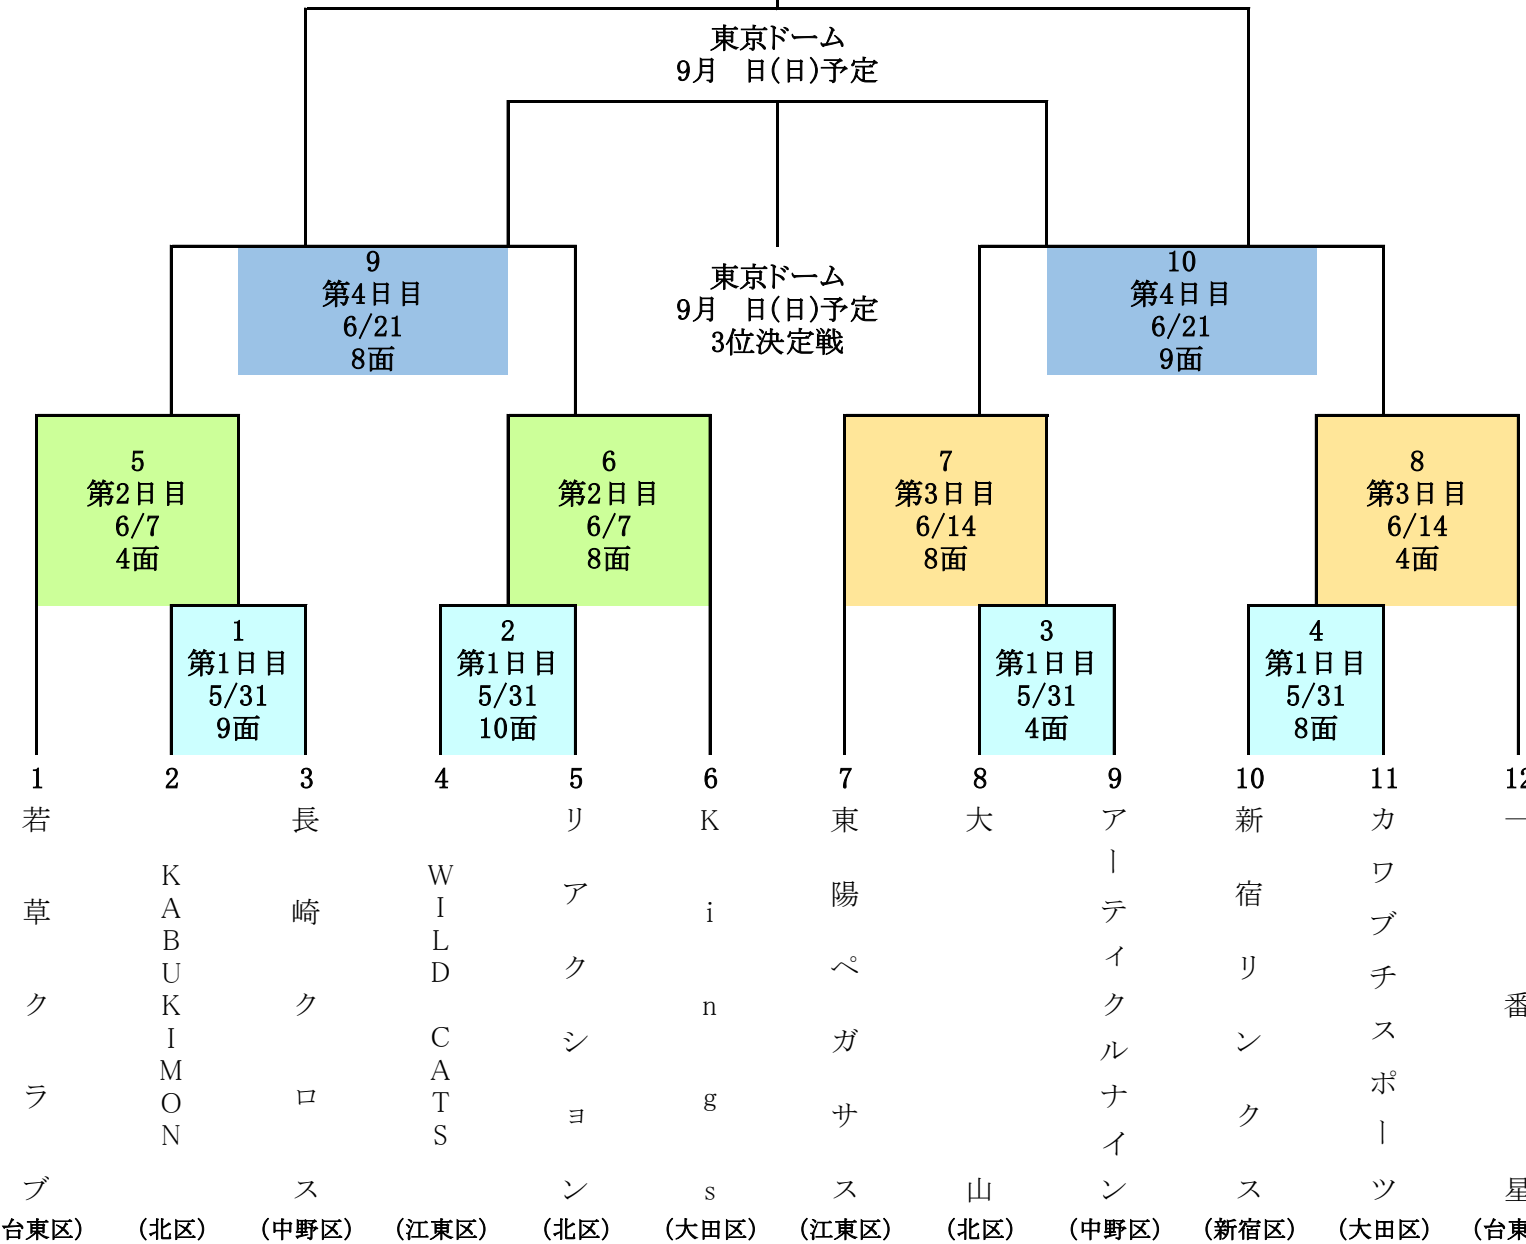 東京ドーム
9月　日(日)予定
東京ドーム
9月　日(日)予定
3位決定戦
9
第4日目
6/21
8面
10
第4日目
6/21
9面
5
第2日目
6/7
4面
6
第2日目
6/7
8面
7
第3日目
6/14
8面
8
第3日目
6/14
4面
1
第1日目
5/31
9面
2
第1日目
5/31
10面
3
第1日目
5/31
4面
4
第1日目
5/31
8面
1
若草クラブ
台東区)
2
KABUKIMON
(北区)
3
長崎クロス
(中野区)
4
WILD CATS
(江東区)
5
リアクション
(北区)
6
Kings
(大田区)
7
東陽ペガサス
(江東区)
8
大山
(北区)
9
アーティクルナイン
(中野区)
10
新宿リンクス
(新宿区)
11
カワブチスポーツ
(大田区)
12
一番星
(台東